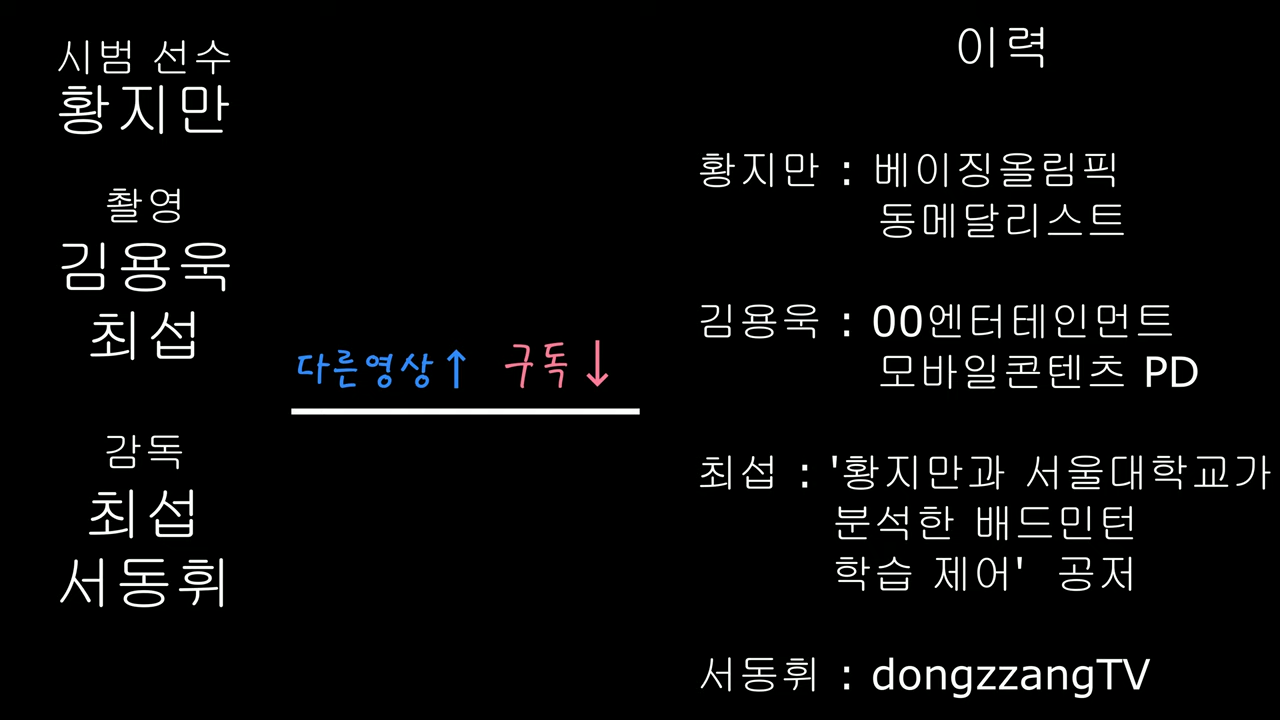 시범 선수
황지만
촬영
김용욱
최섭
감독
최섭
서동휘
다른영상↑ 구독↓
이력
황지만 : 베이징올림픽
동메달리스트
김용욱 : 00엔터테인먼트
모바일콘텐츠 PD
최섭 : '황지만과 서울대학교가
분석한 배드민턴
학습 제어' 공저
서동휘 : dongzzangTV